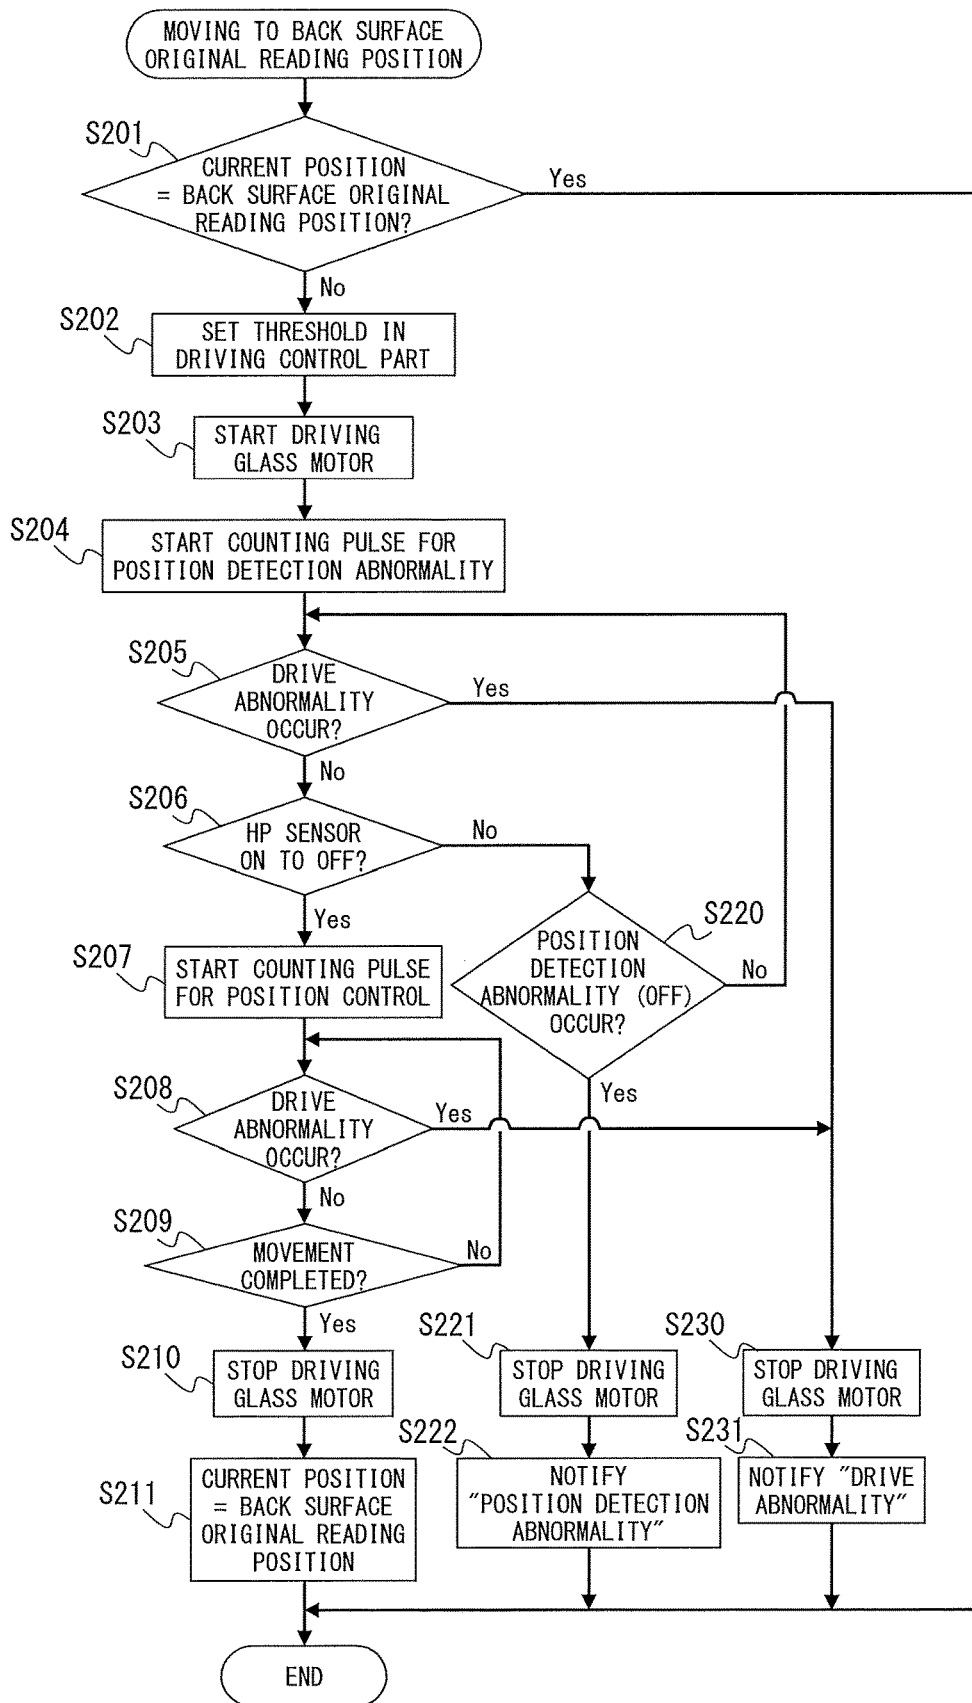 MOVING TO BACK SURFACE
ORIGINAL READING POSITION
S201
CURRENT POSITION
= BACK SURFACE ORIGINAL
READING POSITION?
Yes
No
S202
SET THRESHOLD IN
DRIVING CONTROL PART
S203
START DRIVING
GLASS MOTOR
S204
START COUNTING PULSE FOR
POSITION DETECTION ABNORMALITY
S205
DRIVE
ABNORMALITY
OCCUR?
Yes
No
S206
HP SENSOR
ON TO OFF?
No
Yes
S220
POSITION
DETECTION
ABNORMALITY (OFF)
OCCUR?
No
Yes
S207
START COUNTING PULSE
FOR POSITION CONTROL
S208
DRIVE
ABNORMALITY
OCCUR?
Yes
No
S209
MOVEMENT
COMPLETED?
No
Yes
S210
STOP DRIVING
GLASS MOTOR
S221
STOP DRIVING
GLASS MOTOR
S230
STOP DRIVING
GLASS MOTOR
S211
CURRENT POSITION
= BACK SURFACE
ORIGINAL READING
POSITION
S222
NOTIFY
"POSITION DETECTION
ABNORMALITY"
S231
NOTIFY "DRIVE
ABNORMALITY"
END